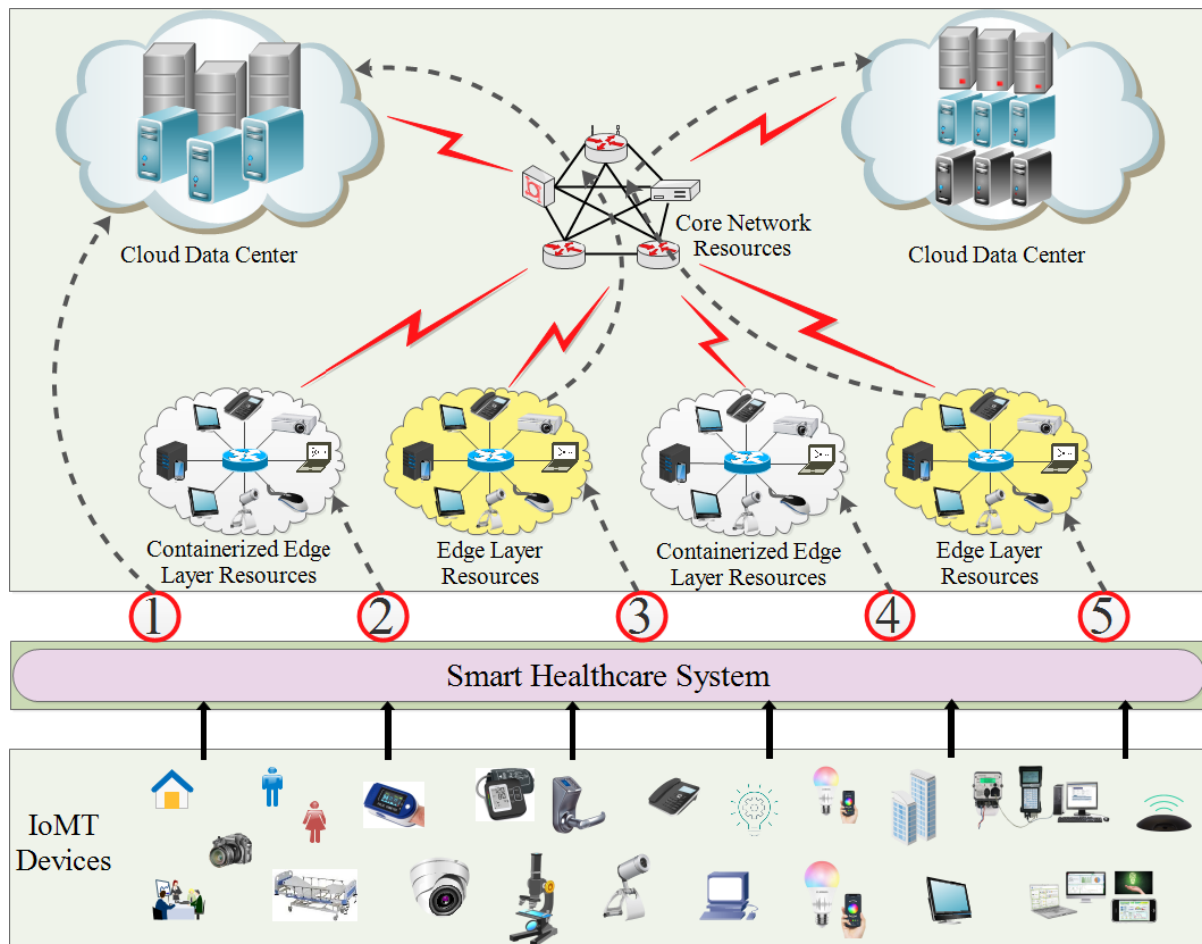 Cloud Data Center
Core Network
Resources
Cloud Data Center
Containerized Edge
Layer Resources
Edge Layer
Resources
Containerized Edge
Layer Resources
Edge Layer
Resources
1
2
3
4
5
Smart Healthcare System
IoMT
Devices